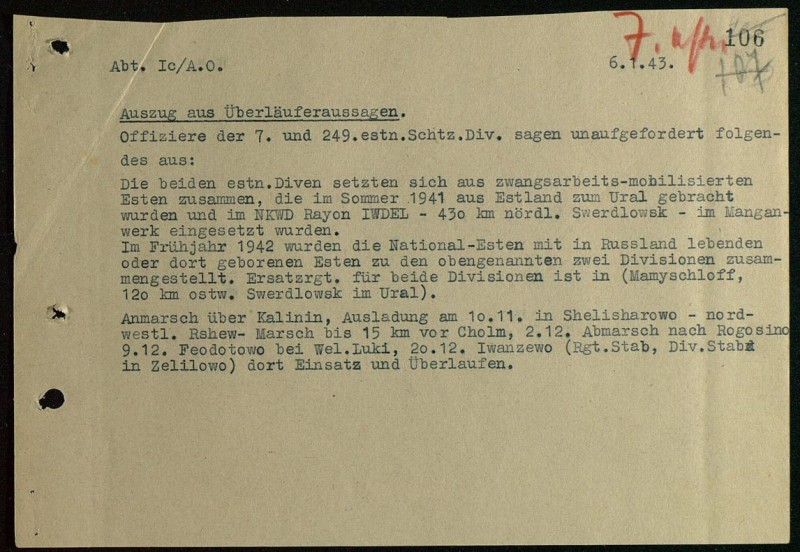 7.
106
107
Abt. Ic/A.O.
6.1.43.
Auszug aus Überläuferaussagen.
Offiziere der 7. und 249.estn.Schtz.Div. sagen unaufgefordert folgen-
des aus:
Die beiden estn.Diven setzten sich aus zwangsarbeits-mobilisierten
Esten zusammen, die im Sommer 1941 aus Estland zum Ural gebracht
wurden und im NKWD Rayon IWDEL - 43o km nördl. Swerdlowsk - im Mangan-
werk eingesetzt wurden.
Im Frühjahr 1942 wurden die National-Esten mit in Russland lebenden
oder dort geborenen Esten zu den obengenannten zwei Divisionen zusam-
mengestellt. Ersatzrgt. für beide Divisionen ist in (Mamyschloff,
12o km ostw. Swerdlowsk im Ural).
Anmarsch über Kalinin, Ausladung am 1o.11. in Shelisharowo - nord-
westl. Rshew- Marsch bis 15 km vor Cholm, 2.12. Abmarsch nach Rogosino
9.12. Feodotowo bei Wel.Luki, 2o.12. Iwanzewo (Rgt.Stab, Div.Stab
in Zelilowo) dort Einsatz und Überlaufen.